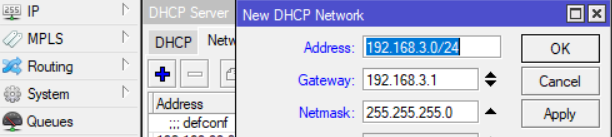 IP
MPLS
Routing
System
Queues
DHCP Server
DHCP Netw
Address
;;; defconf
New DHCP Network
Address: 192.168.3.0/24
Gateway: 192.168.3.1
Netmask: 255.255.255.0
OK
Cancel
Apply